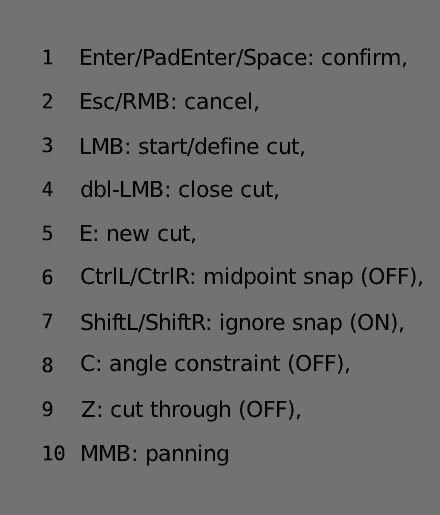 1 Enter/PadEnter/Space: confirm,
2 Esc/RMB: cancel,
3 LMB: start/define cut,
4 dbl-LMB: close cut,
5 E: new cut,
6 CtrlL/CtrlR: midpoint snap (OFF),
7 ShiftL/ShiftR: ignore snap (ON),
8 C: angle constraint (OFF),
9 Z: cut through (OFF),
10 MMB: panning